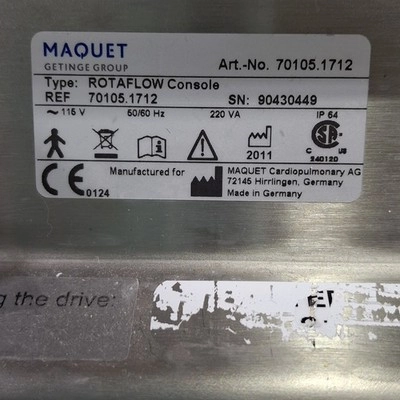 MAQUET
GETINGE GROUP
Art.-No. 70105.1712
Type: ROTAFLOW Console
REF 70105.1712 SN: 90430449
~ 115 V 50/60 Hz 220 VA IP 64
2011
C US
240120
CE 0124
Manufactured for
MAQUET Cardiopulmonary AG
72145 Hirrlingen, Germany
Made in Germany
g the drive: